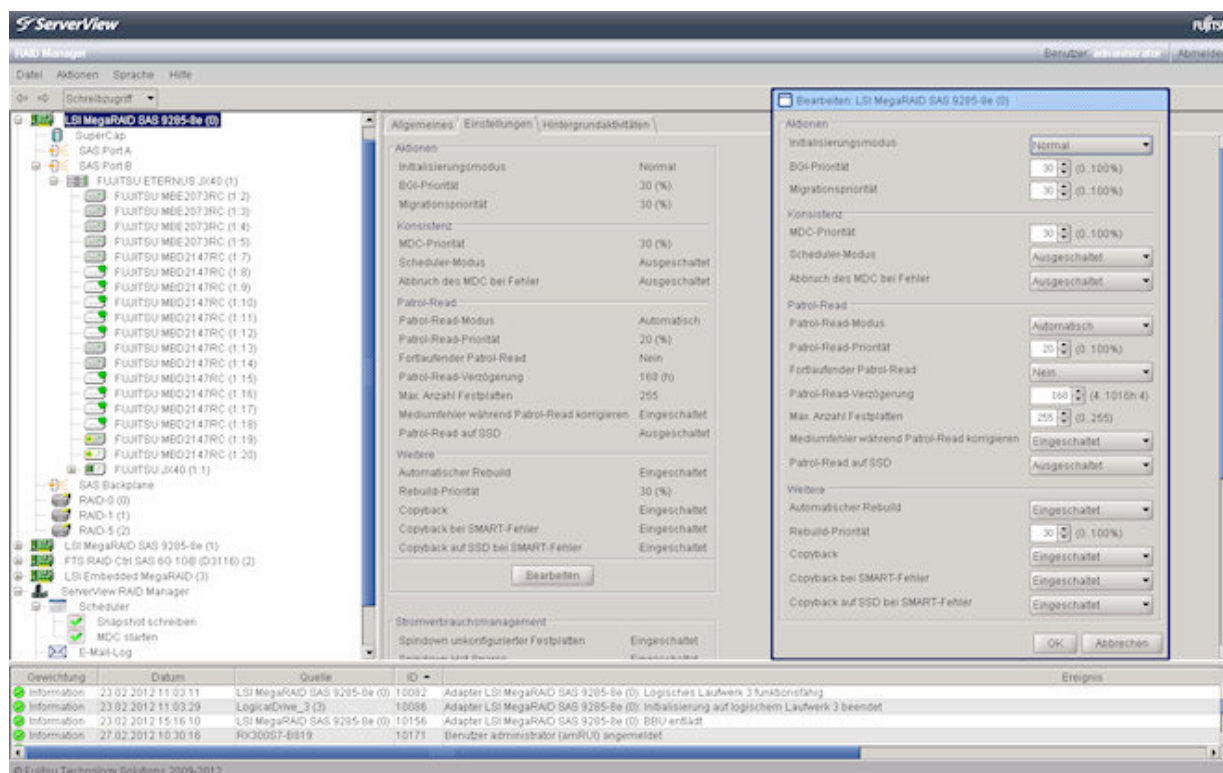 ServerView
RAID Manager
Benutzer: administrator
Abmelde
Datei Aktionen Sprache Hilfe
Schreibzugriff
LSI MegaRAID SAS 9285-8e (0)
SuperCap
SAS Port A
SAS Port B
FUJITSU ETERNUS JX40 (1)
FUJITSU MBE2073RC (1:2)
FUJITSU MBE2073RC (1:3)
FUJITSU MBE2073RC (1:4)
FUJITSU MBE2073RC (1:5)
FUJITSU MBD2147RC (1:7)
FUJITSU MBD2147RC (1:8)
FUJITSU MBD2147RC (1:9)
FUJITSU MBD2147RC (1:10)
FUJITSU MBD2147RC (1:11)
FUJITSU MBD2147RC (1:12)
FUJITSU MBD2147RC (1:13)
FUJITSU MBD2147RC (1:14)
FUJITSU MBD2147RC (1:15)
FUJITSU MBD2147RC (1:16)
FUJITSU MBD2147RC (1:17)
FUJITSU MBD2147RC (1:18)
FUJITSU MBD2147RC (1:19)
FUJITSU MBD2147RC (1:20)
FUJITSU JX40 (1:1)
SAS Backplane
RAID-0 (0)
RAID-1 (1)
RAID-5 (2)
LSI MegaRAID SAS 9285-8e (1)
FTS RAID Ctrl SAS 6G 1GB (D3116) (2)
LSI Embedded MegaRAID (3)
ServerView RAID Manager
Scheduler
Snapshot schreiben
MDC starten
E-Mail-Log
Allgemeines Einstellungen Hintergrundaktivitäten
Aktionen
Initialisierungsmodus Normal
BGI-Priorität 30 (%)
Migrationspriorität 30 (%)
Konsistenz
MDC-Priorität 30 (%)
Scheduler-Modus Ausgeschaltet
Abbruch des MDC bei Fehler Ausgeschaltet
Patrol-Read
Patrol-Read-Modus Automatisch
Patrol-Read-Priorität 20 (%)
Fortlaufender Patrol-Read Nein
Patrol-Read-Verzögerung 168 (h)
Max. Anzahl Festplatten 255
Mediumfehler während Patrol-Read korrigieren Eingeschaltet
Patrol-Read auf SSD Ausgeschaltet
Weitere
Automatischer Rebuild Eingeschaltet
Rebuild-Priorität 30 (%)
Copyback Eingeschaltet
Copyback bei SMART-Fehler Eingeschaltet
Copyback auf SSD bei SMART-Fehler Eingeschaltet
Bearbeiten
Stromverbrauchsmanagement
Spindown unkonfigurierter Festplatten Eingeschaltet
Spindown Hot Spares Eingeschaltet
Bearbeiten: LSI MegaRAID SAS 9285-8e (0)
Aktionen
Initialisierungsmodus Normal
BGI-Priorität 30 (0..100%)
Migrationspriorität 30 (0..100%)
Konsistenz
MDC-Priorität 30 (0..100%)
Scheduler-Modus Ausgeschaltet
Abbruch des MDC bei Fehler Ausgeschaltet
Patrol-Read
Patrol-Read-Modus Automatisch
Patrol-Read-Priorität 20 (0..100%)
Fortlaufender Patrol-Read Nein
Patrol-Read-Verzögerung 168 (4..1016h:4)
Max. Anzahl Festplatten 255 (0..255)
Mediumfehler während Patrol-Read korrigieren Eingeschaltet
Patrol-Read auf SSD Ausgeschaltet
Weitere
Automatischer Rebuild Eingeschaltet
Rebuild-Priorität 30 (0..100%)
Copyback Eingeschaltet
Copyback bei SMART-Fehler Eingeschaltet
Copyback auf SSD bei SMART-Fehler Eingeschaltet
OK Abbrechen
Gewichtung Datum Quelle ID Ereignis
Information 23.02.2012 11:03:11 LSI MegaRAID SAS 9285-8e (0) 10082 Adapter LSI MegaRAID SAS 9285-8e (0): Logisches Laufwerk 3 funktionsfähig
Information 23.02.2012 11:03:29 LogicalDrive_3 (3) 10086 Adapter LSI MegaRAID SAS 9285-8e (0): Initialisierung auf logischem Laufwerk 3 beendet
Information 23.02.2012 15:16:10 LSI MegaRAID SAS 9285-8e (0) 10156 Adapter LSI MegaRAID SAS 9285-8e (0): BBU entlädt
Information 27.02.2012 10:30:16 RX300S7-B819 10171 Benutzer administrator (amRUI) angemeldet
© Fujitsu Technology Solutions 2009-2012